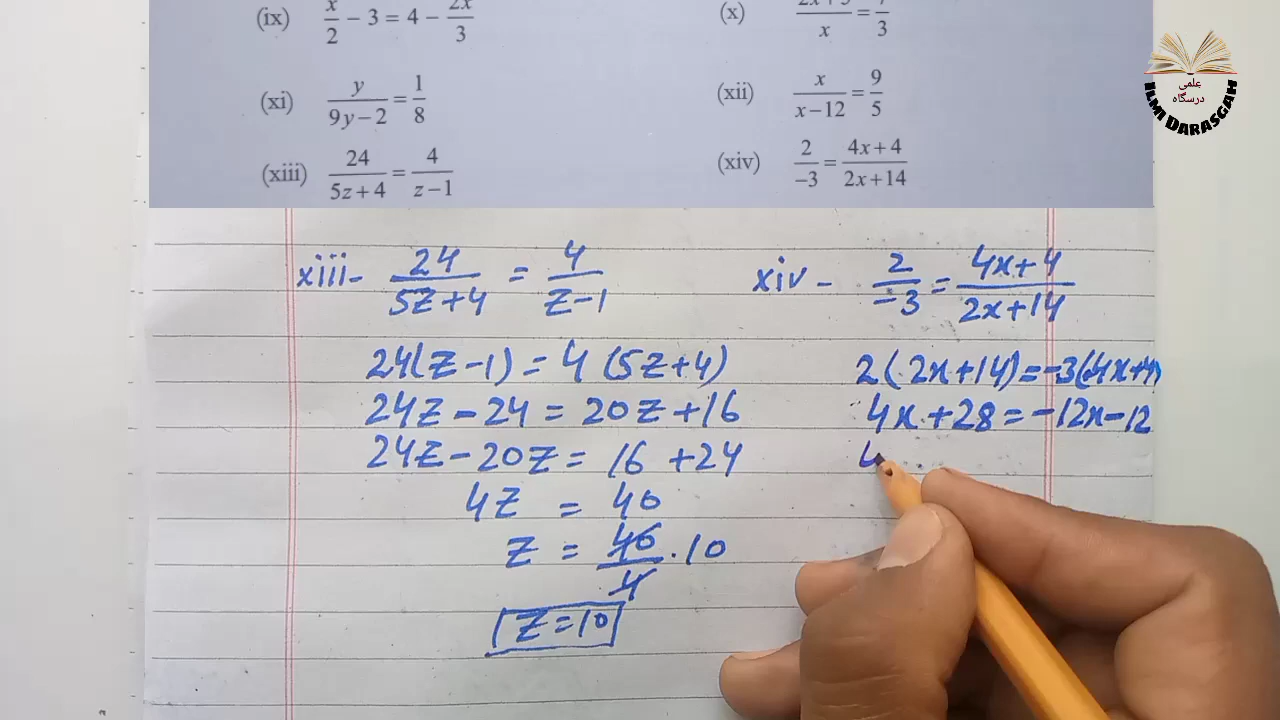 (ix) x/2 − 3 = 4 − 2x/3
(x) /x = 7/3
(xi) y/(9y−2) = 1/8
(xii) x/(x−12) = 9/5
(xiii) 24/(5z+4) = 4/(z−1)
(xiv) 2/−3 = (4x+4)/(2x+14)
علمی
درسگاہ
ILMI DARASGAH
xiii- 24/(5z+4) = 4/(z-1)
24(z-1) = 4(5z+4)
24z - 24 = 20z+16
24z - 20z = 16 +24
4z = 40
z = 40/4 . 10
z=10
xiv - 2/-3 = (4x+4)/(2x+14)
2(2x+14)=-3(4x+4)
4x+28=-12x-12